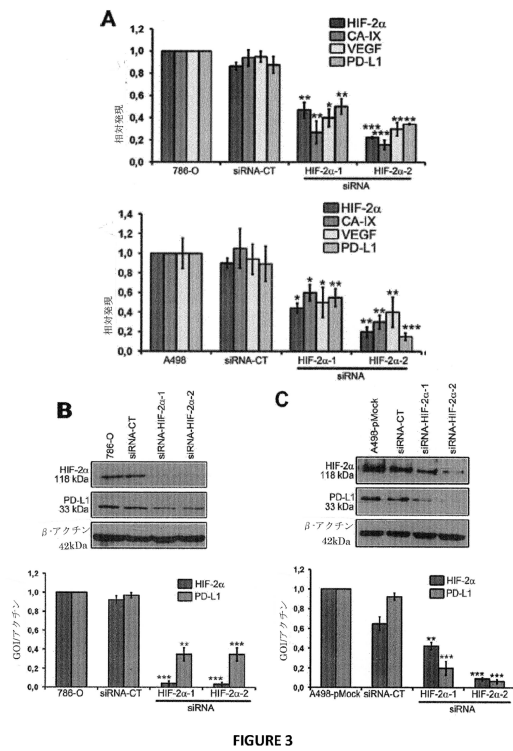 A
HIF-2α
CA-IX
VEGF
PD-L1
1,2
1,0
0,8
0,6
0,4
0,2
0,0
相対発現
** ** * **
*** *** ** **
786-O siRNA-CT HIF-2α-1 HIF-2α-2
siRNA
HIF-2α
CA-IX
VEGF
PD-L1
1,4
1,2
1,0
0,8
0,6
0,4
0,2
0,0
相対発現
* * * **
** ** ** ***
A498 siRNA-CT HIF-2α-1 HIF-2α-2
siRNA
B
786-O
siRNA-CT
siRNA-HIF-2α-1
siRNA-HIF-2α-2
HIF-2α
118 kDa
PD-L1
33 kDa
β-アクチン
42kDa
HIF-2α
PD-L1
1,2
1,0
0,8
0,6
0,4
0,2
0,0
GOI/アクチン
*** **
*** ***
786-O siRNA-CT HIF-2α-1 HIF-2α-2
siRNA
C
A498-pMock
siRNA-CT
siRNA-HIF-2α-1
siRNA-HIF-2α-2
HIF-2α
118 kDa
PD-L1
33 kDa
β-アクチン
42kDa
HIF-2α
PD-L1
1,2
1,0
0,8
0,6
0,4
0,2
0,0
GOI/アクチン
** ***
*** ***
A498-pMock siRNA-CT HIF-2α-1 HIF-2α-2
siRNA
FIGURE 3